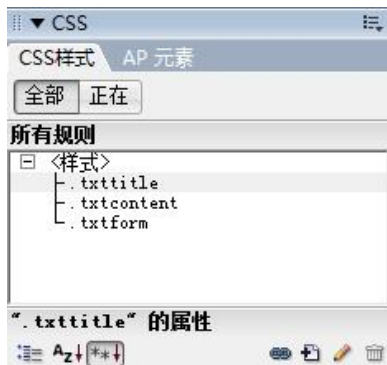 CSS
CSS样式 AP 元素
全部 正在
所有规则
<样式>
.txttitle
.txtcontent
.txtform
“.txttitle” 的属性
Az↓ **↓